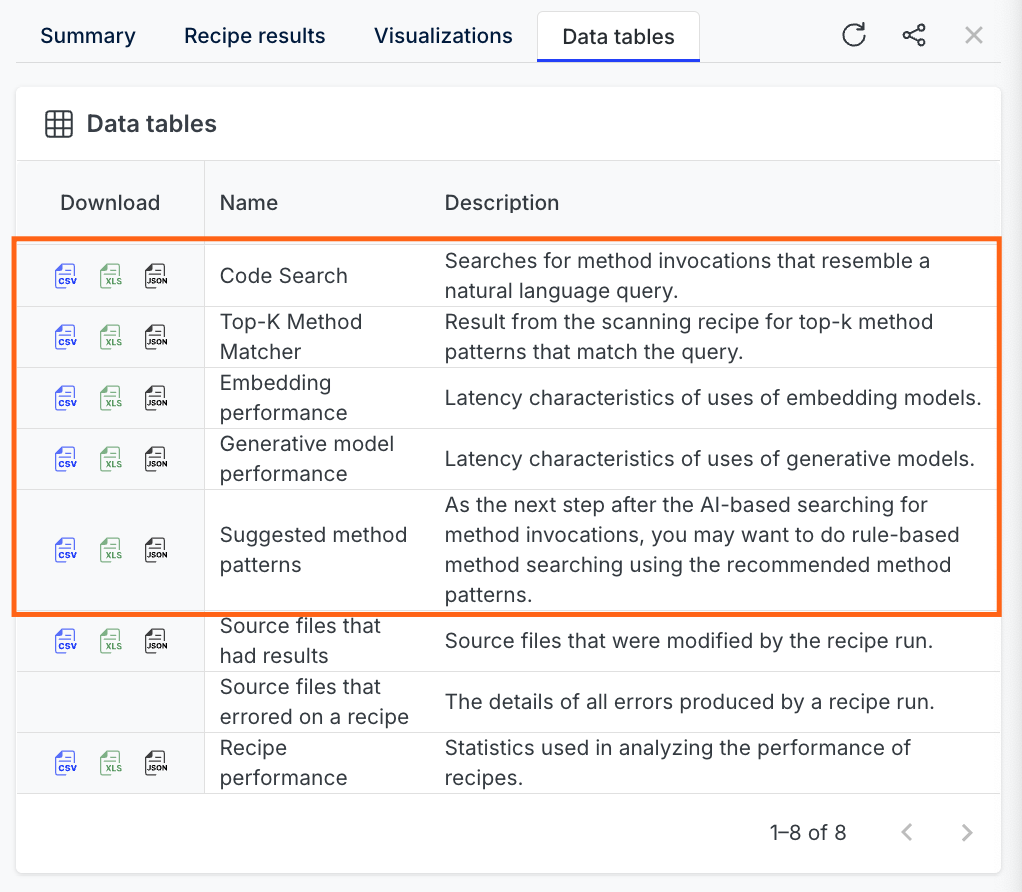 Summary Recipe results Visualizations Data tables
Data tables
Download Name Description
CSV XLS JSON Code Search Searches for method invocations that resemble a
natural language query.
CSV XLS JSON Top-K Method Result from the scanning recipe for top-k method
Matcher patterns that match the query.
Embedding
CSV XLS JSON performance Latency characteristics of uses of embedding models.
Generative model
CSV XLS JSON performance Latency characteristics of uses of generative models.
As the next step after the AI-based searching for
CSV XLS JSON Suggested method method invocations, you may want to do rule-based
patterns method searching using the recommended method
patterns.
Source files that
CSV XLS JSON had results Source files that were modified by the recipe run.
Source files that
errored on a recipe The details of all errors produced by a recipe run.
CSV XLS JSON Recipe Statistics used in analyzing the performance of
performance recipes.
1–8 of 8